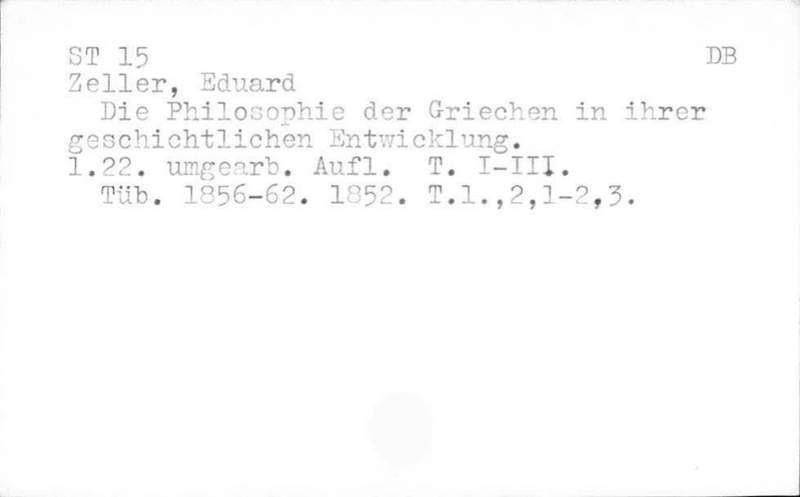 ST 15 DB
Zeller, Eduard
Die Philosophie der Griechen in ihrer
geschichtlichen Entwicklung.
1.22. umgearb. Aufl. T. I-III.
Tüb. 1856-62. 1852. T.1.,2,1-2,3.